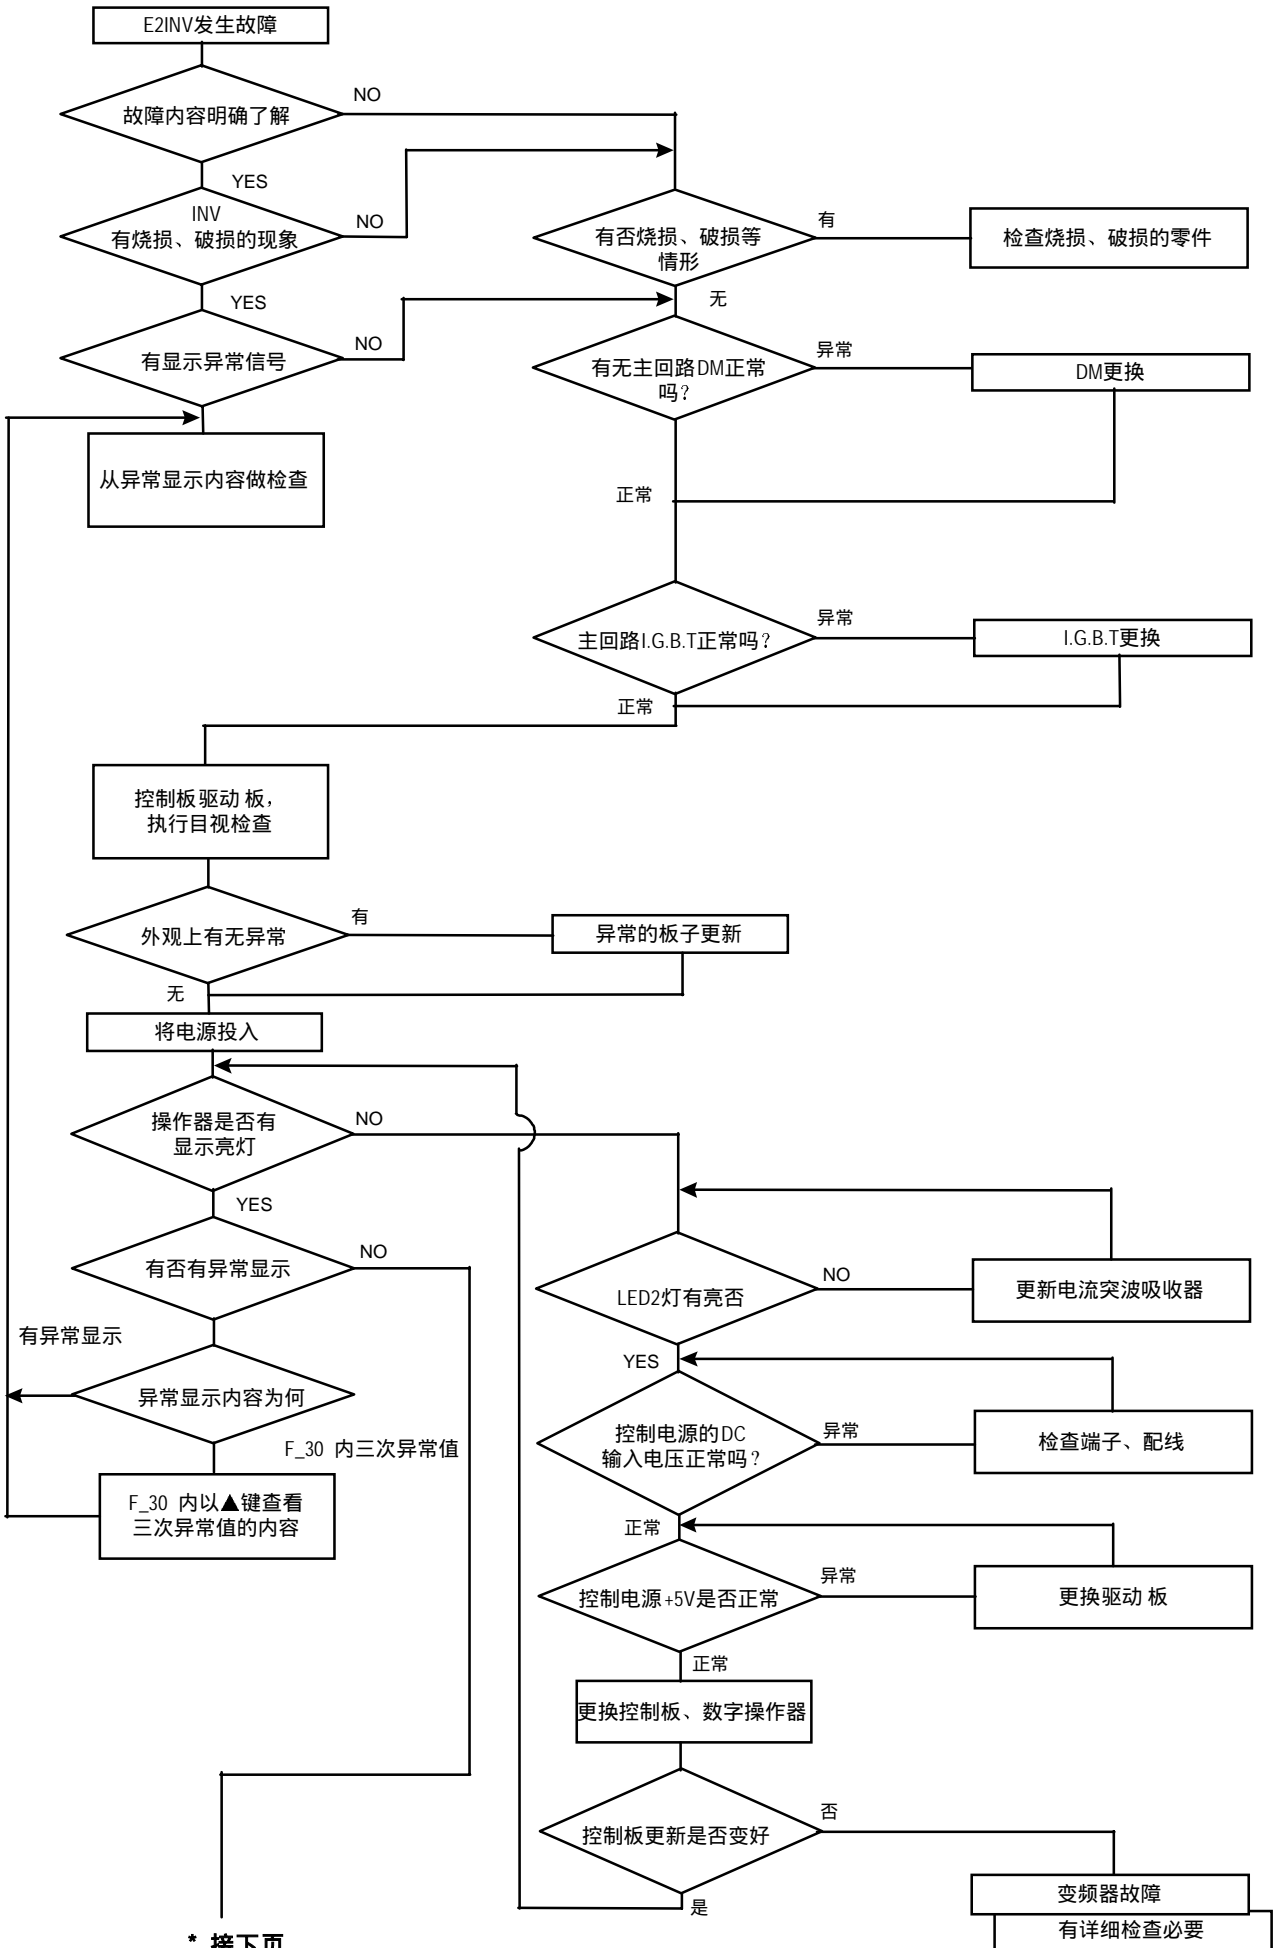 E2INV发生故障
故障内容明确了解
NO
YES
INV
有烧损、破损的现象
NO
有否烧损、破损等
情形
有
检查烧损、破损的零件
YES
无
有显示异常信号
NO
有无主回路DM正常
吗?
异常
DM更换
从异常显示内容做检查
正常
主回路I.G.B.T正常吗?
异常
I.G.B.T更换
正常
控制板驱动 板，
执行目视检查
外观上有无异常
有
异常的板子更新
无
将电源投入
操作器是否有
显示亮灯
NO
YES
有否有异常显示
NO
LED2灯有亮否
NO
更新电流突波吸收器
有异常显示
YES
异常显示内容为何
控制电源的DC
输入电压正常吗?
异常
检查端子、配线
F_30 内三次异常值
F_30 内以▲键查看
三次异常值的内容
正常
控制电源+5V是否正常
异常
更换驱动 板
正常
更换控制板、数字操作器
控制板更新是否变好
否
是
变频器故障
有详细检查必要
* 接下页